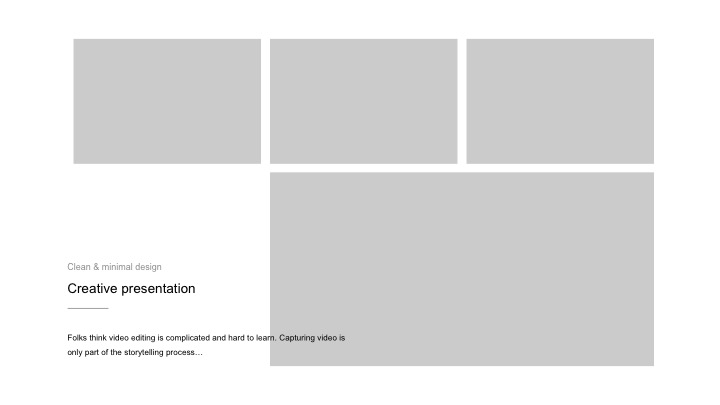 Clean & minimal design
Creative presentation
Folks think video editing is complicated and hard to learn. Capturing video is
only part of the storytelling process…